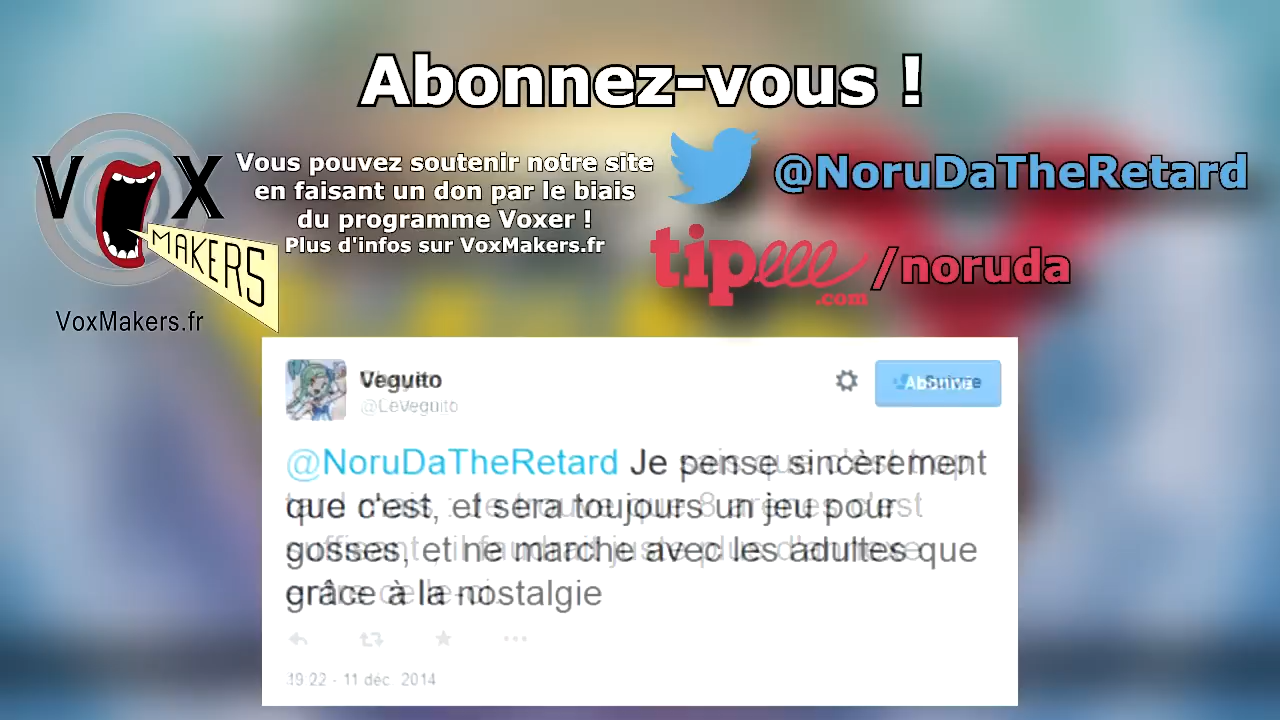 Abonnez-vous !
VOX
MAKERS
VoxMakers.fr
Vous pouvez soutenir notre site
en faisant un don par le biais
du programme Voxer !
Plus d'infos sur VoxMakers.fr
@NoruDaTheRetard
tipeee
.com
/noruda
Veguito
@LeVeguito
@NoruDaTheRetard Je pense sincèrement
que c'est, et sera toujours un jeu pour
gosses, et ne marche avec les adultes que
grâce à la nostalgie
19:22 - 11 déc. 2014